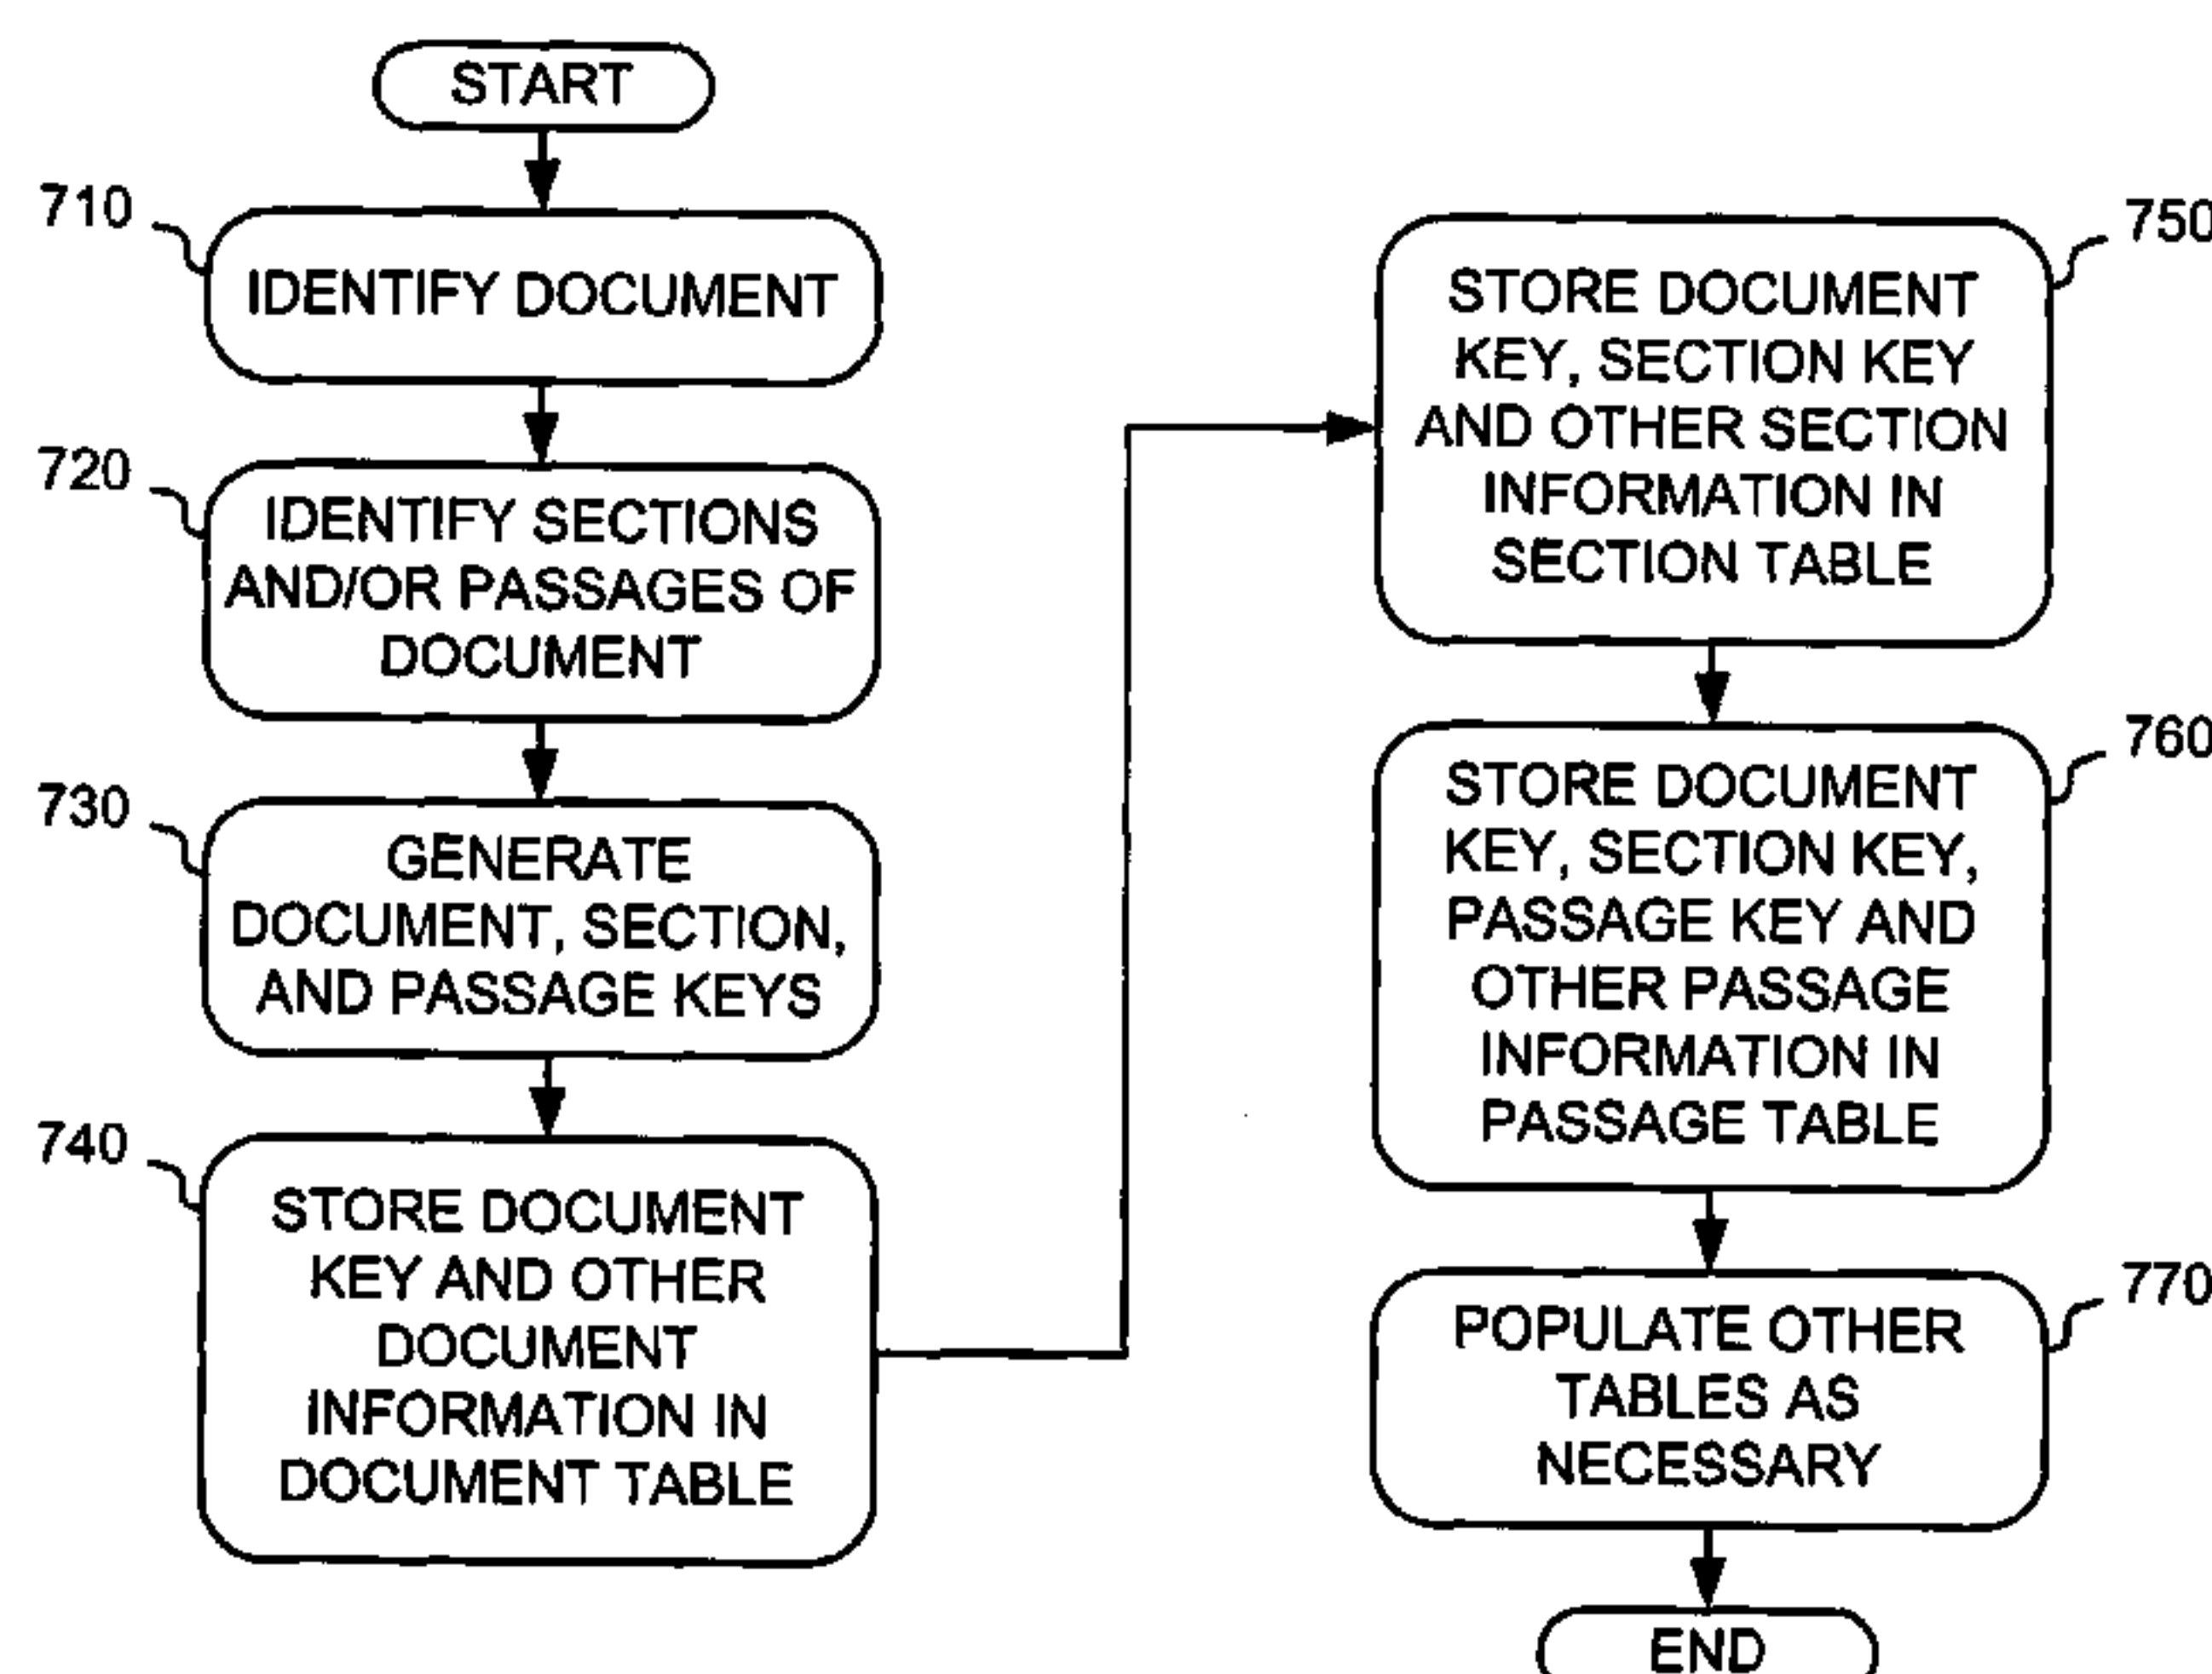 START
710
IDENTIFY DOCUMENT
720
IDENTIFY SECTIONS
AND/OR PASSAGES OF
DOCUMENT
730
GENERATE
DOCUMENT, SECTION,
AND PASSAGE KEYS
740
STORE DOCUMENT
KEY AND OTHER
DOCUMENT
INFORMATION IN
DOCUMENT TABLE
750
STORE DOCUMENT
KEY, SECTION KEY
AND OTHER SECTION
INFORMATION IN
SECTION TABLE
760
STORE DOCUMENT
KEY, SECTION KEY,
PASSAGE KEY AND
OTHER PASSAGE
INFORMATION IN
PASSAGE TABLE
770
POPULATE OTHER
TABLES AS
NECESSARY
END